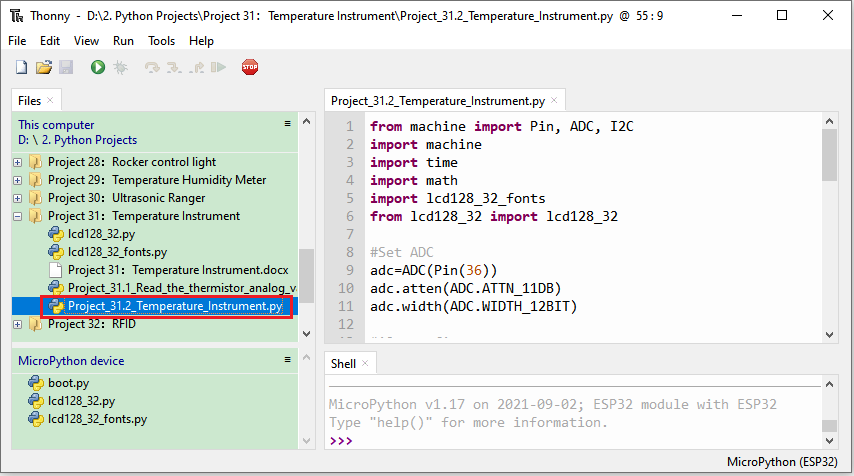 Thonny - D:\2. Python Projects\Project 31：Temperature Instrument\Project_31.2_Temperature_Instrument.py @ 55 : 9
File Edit View Run Tools Help
STOP
Files
This computer
D: \ 2. Python Projects
Project 28：Rocker control light
Project 29：Temperature Humidity Meter
Project 30：Ultrasonic Ranger
Project 31：Temperature Instrument
lcd128_32.py
lcd128_32_fonts.py
Project 31：Temperature Instrument.docx
Project_31.1_Read_the_thermistor_analog_v
Project_31.2_Temperature_Instrument.py
Project 32：RFID
MicroPython device
boot.py
lcd128_32.py
lcd128_32_fonts.py
Project_31.2_Temperature_Instrument.py
1 from machine import Pin, ADC, I2C
2 import machine
3 import time
4 import math
5 import lcd128_32_fonts
6 from lcd128_32 import lcd128_32
7
8 #Set ADC
9 adc=ADC(Pin(36))
10 adc.atten(ADC.ATTN_11DB)
11 adc.width(ADC.WIDTH_12BIT)
12
Shell
MicroPython v1.17 on 2021-09-02; ESP32 module with ESP32
Type "help()" for more information.
>>>
MicroPython (ESP32)